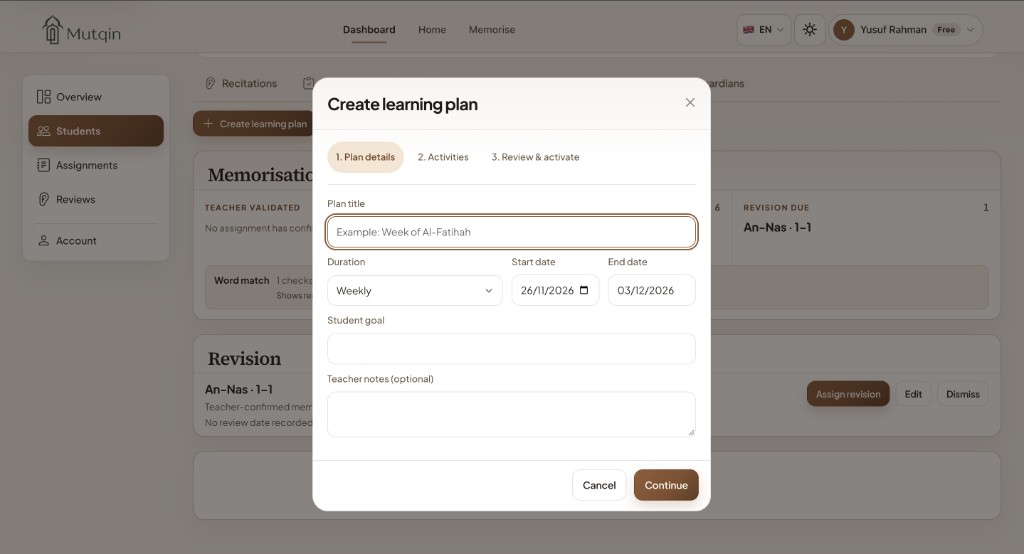 Mutqin
Dashboard
Home
Memorise
EN
Y
Yusuf Rahman
Free
Overview
Students
Assignments
Reviews
Account
Recitations
ardians
+ Create learning plan
Memorisatio
TEACHER VALIDATED
No assignment has confi
6
REVISION DUE
1
An-Nas · 1-1
Word match
1 checks
Shows re
Revision
An-Nas · 1-1
Teacher-confirmed mem
No review date recorded
Assign revision
Edit
Dismiss
Create learning plan
1. Plan details
2. Activities
3. Review & activate
Plan title
Example: Week of Al-Fatihah
Duration
Start date
End date
Weekly
26/11/2026
03/12/2026
Student goal
Teacher notes (optional)
Cancel
Continue